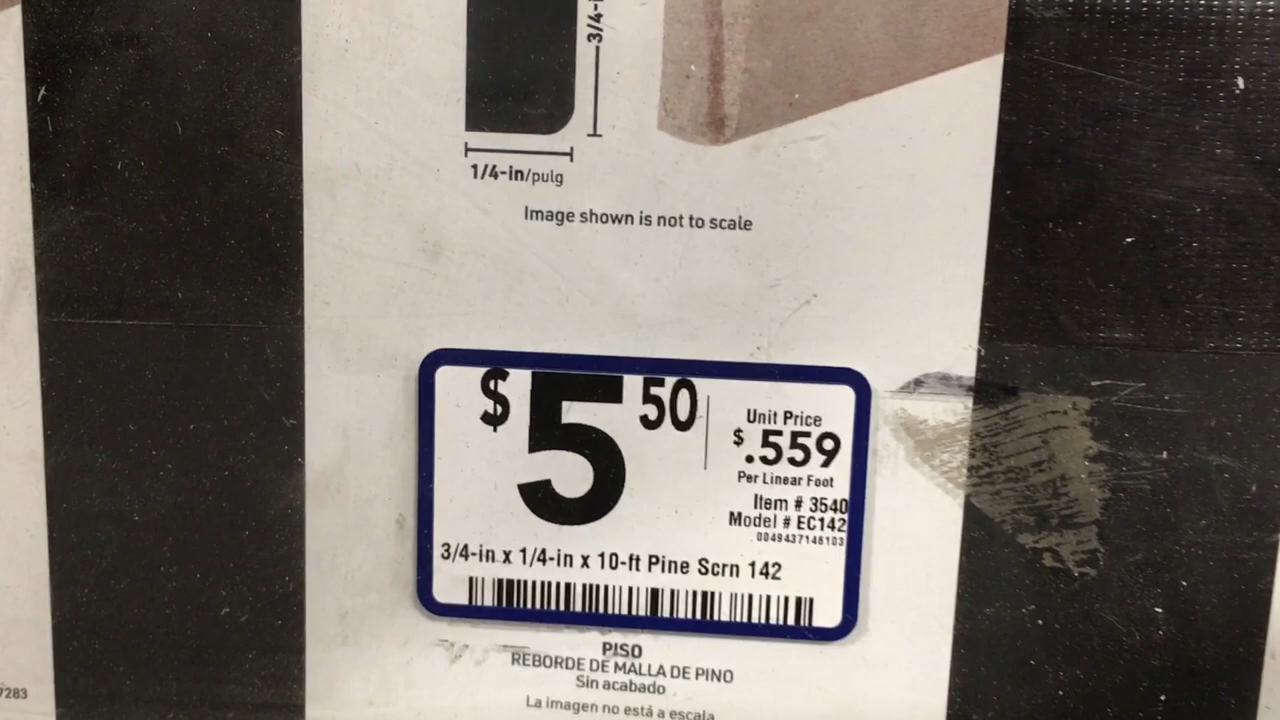 3/4-i
1/4-in/pulg
Image shown is not to scale
$5 50
Unit Price
$.559
Per Linear Foot
Item # 3540
Model # EC142
0049437146103
3/4-in x 1/4-in x 10-ft Pine Scrn 142
PISO
REBORDE DE MALLA DE PINO
Sin acabado
La imagen no está a escala
7283